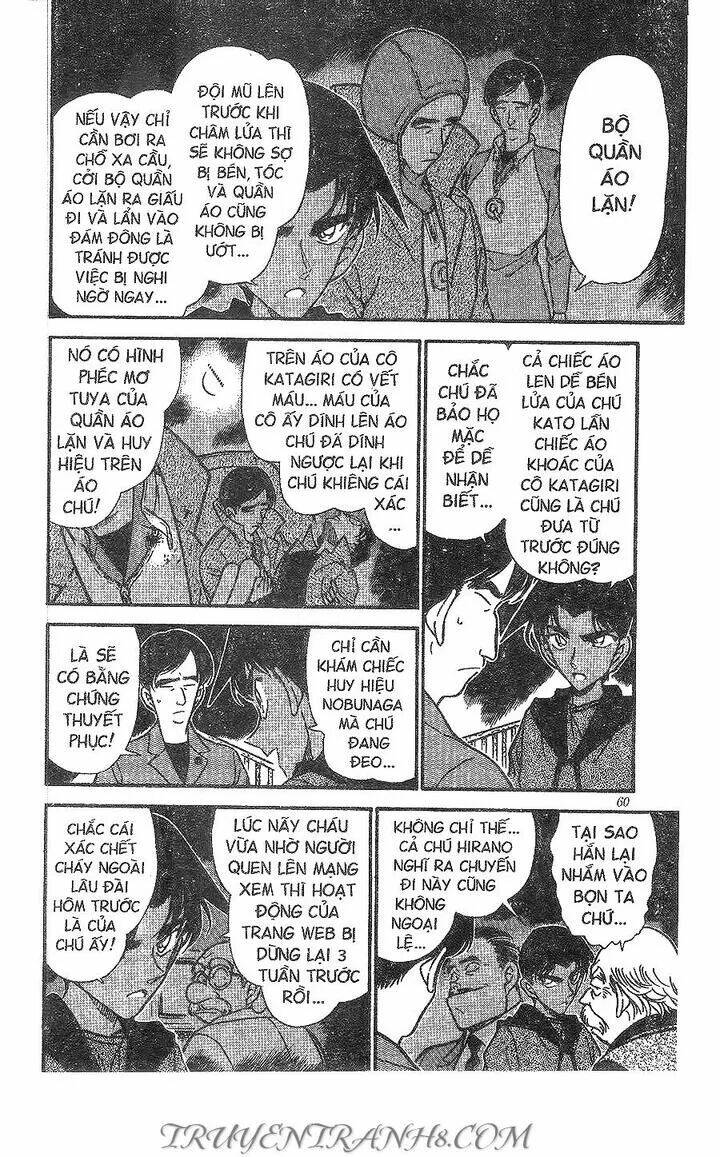 BỘ
QUẦN
ÁO
LẶN!
ĐỘI MŨ LÊN
TRƯỚC KHI
CHÂM LỬA THÌ
SẼ KHÔNG SỢ
BỊ BÉN, TÓC
VÀ QUẦN
ÁO CŨNG
KHÔNG BỊ
ƯỚT...
NẾU VẬY CHỈ
CẦN BƠI RA
CHỖ XA CẦU,
CỞI BỘ QUẦN
ÁO LẶN RA GIẤU
ĐI VÀ LẨN VÀO
ĐÁM ĐÔNG LÀ
TRÁNH ĐƯỢC
VIỆC BỊ NGHI
NGỜ NGAY...
CẢ CHIẾC ÁO
LEN DỄ BÉN
LỬA CỦA CHÚ
KATO LẪN
CHIẾC ÁO
KHOÁC CỦA
CÔ KATAGIRI
CŨNG LÀ CHÚ
ĐƯA TỪ
TRƯỚC ĐÚNG
KHÔNG?
CHẮC
CHÚ ĐÃ
BẢO HỌ
MẶC
ĐỂ DỄ
NHẬN
BIẾT...
TRÊN ÁO CỦA CÔ
KATAGIRI CÓ VẾT
MÁU... MÁU CỦA
CÔ ẤY DÍNH LÊN ÁO
CHÚ ĐÃ DÍNH
NGƯỢC LẠI KHI
CHÚ KHIÊNG CÁI
XÁC
...
NÓ CÓ HÌNH
PHÉC MƠ
TUYA CỦA
QUẦN ÁO
LẶN VÀ HUY
HIỆU TRÊN
ÁO
CHÚ!
CHỈ CẦN
KHÁM CHIẾC
HUY HIỆU
NOBUNAGA
MÀ CHÚ
ĐANG
ĐEO...
LÀ SẼ
CÓ BẰNG
CHỨNG
THUYẾT
PHỤC!
60
TẠI SAO
HẮN LẠI
NHẮM VÀO
BỌN TA
CHỨ...
KHÔNG CHỈ THẾ...
CẢ CHÚ HIRANO
NGHĨ RA CHUYẾN
ĐI NÀY CŨNG
KHÔNG
NGOẠI
LỆ...
LÚC NÃY CHÁU
VỪA NHỜ NGƯỜI
QUEN LÊN MẠNG
XEM THÌ HOẠT
ĐỘNG CỦA
TRANG WEB BỊ
DỪNG LẠI 3
TUẦN TRƯỚC
RỒI...
CHẮC CÁI
XÁC CHẾT
CHÁY NGOÀI
LÂU ĐÀI
HÔM TRƯỚC
LÀ CỦA
CHÚ ẤY!
TRUYENTRANH8.COM